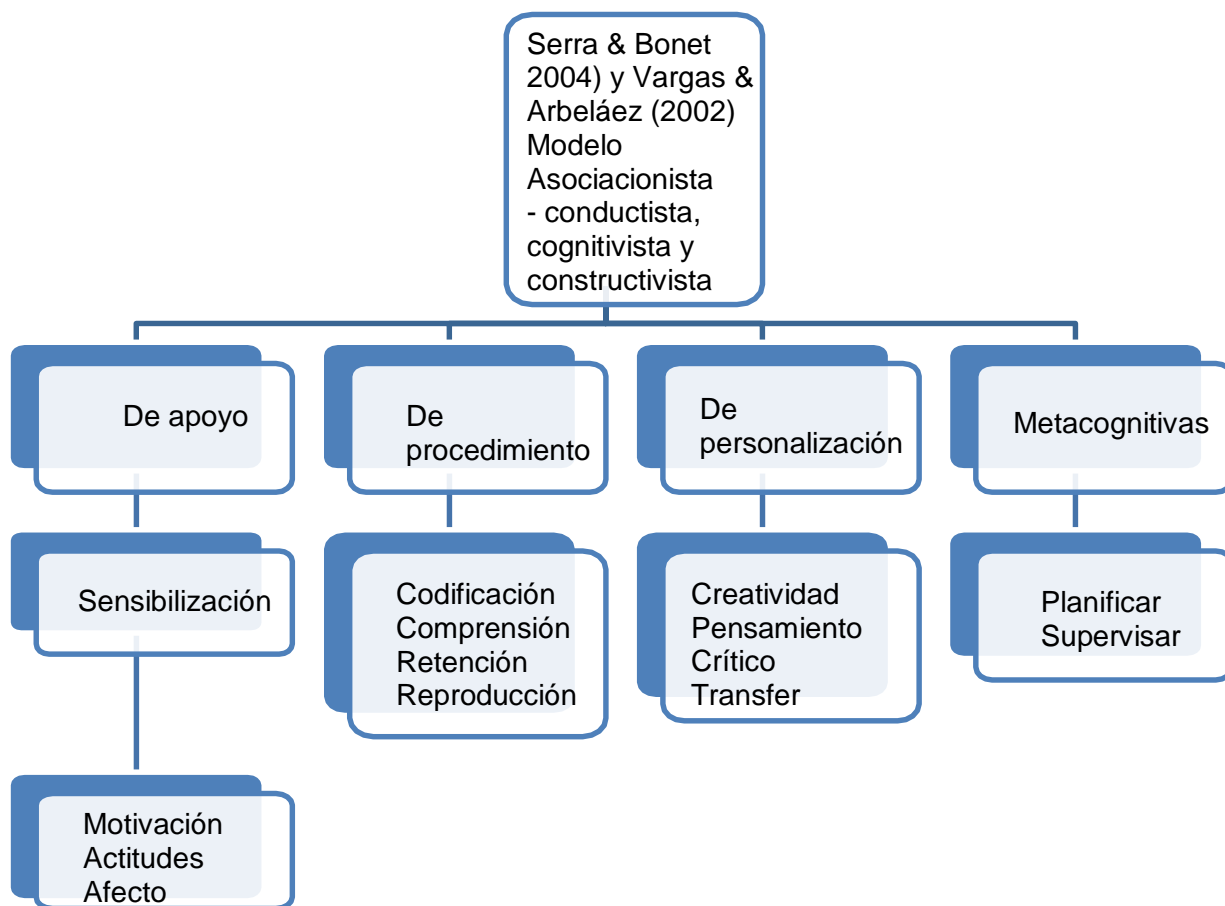 Serra & Bonet
2004) y Vargas &
Arbeláez (2002)
Modelo
Asociacionista
- conductista,
cognitivista y
constructivista
De apoyo
De
procedimiento
De
personalización
Metacognitivas
Sensibilización
Codificación
Comprensión
Retención
Reproducción
Creatividad
Pensamiento
Crítico
Transfer
Planificar
Supervisar
Motivación
Actitudes
Afecto